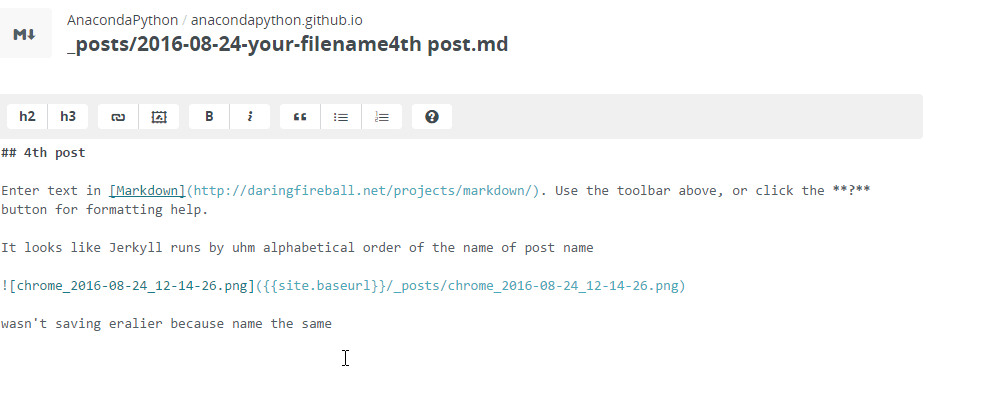 M↓
AnacondaPython / anacondapython.github.io
_posts/2016-08-24-your-filename4th post.md
h2 h3 B i “ ?
## 4th post
Enter text in [Markdown](http://daringfireball.net/projects/markdown/). Use the toolbar above, or click the **?**
button for formatting help.
It looks like Jerkyll runs by uhm alphabetical order of the name of post name
![chrome_2016-08-24_12-14-26.png]({{site.baseurl}}/_posts/chrome_2016-08-24_12-14-26.png)
wasn't saving eralier because name the same